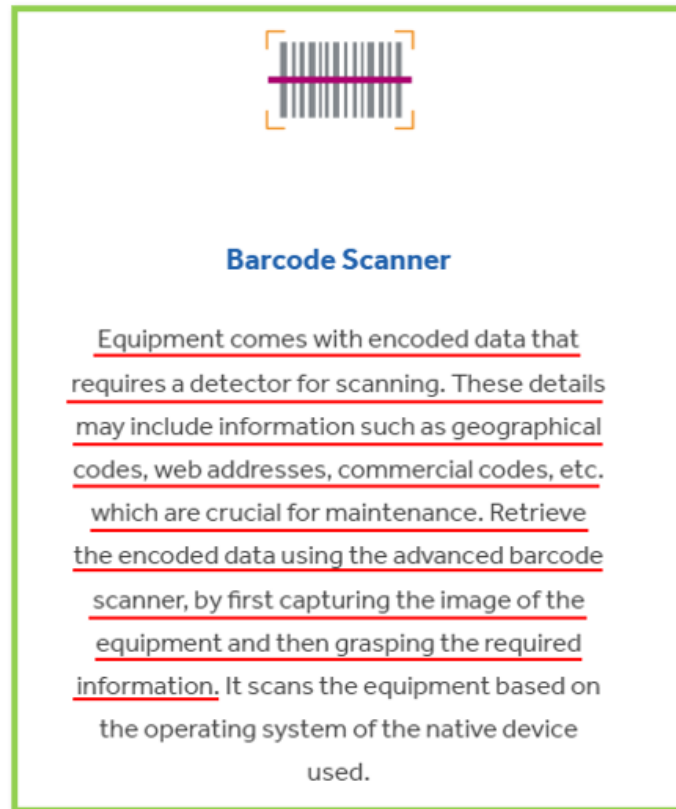 Barcode Scanner
Equipment comes with encoded data that
requires a detector for scanning. These details
may include information such as geographical
codes, web addresses, commercial codes, etc.
which are crucial for maintenance. Retrieve
the encoded data using the advanced barcode
scanner, by first capturing the image of the
equipment and then grasping the required
information. It scans the equipment based on
the operating system of the native device
used.